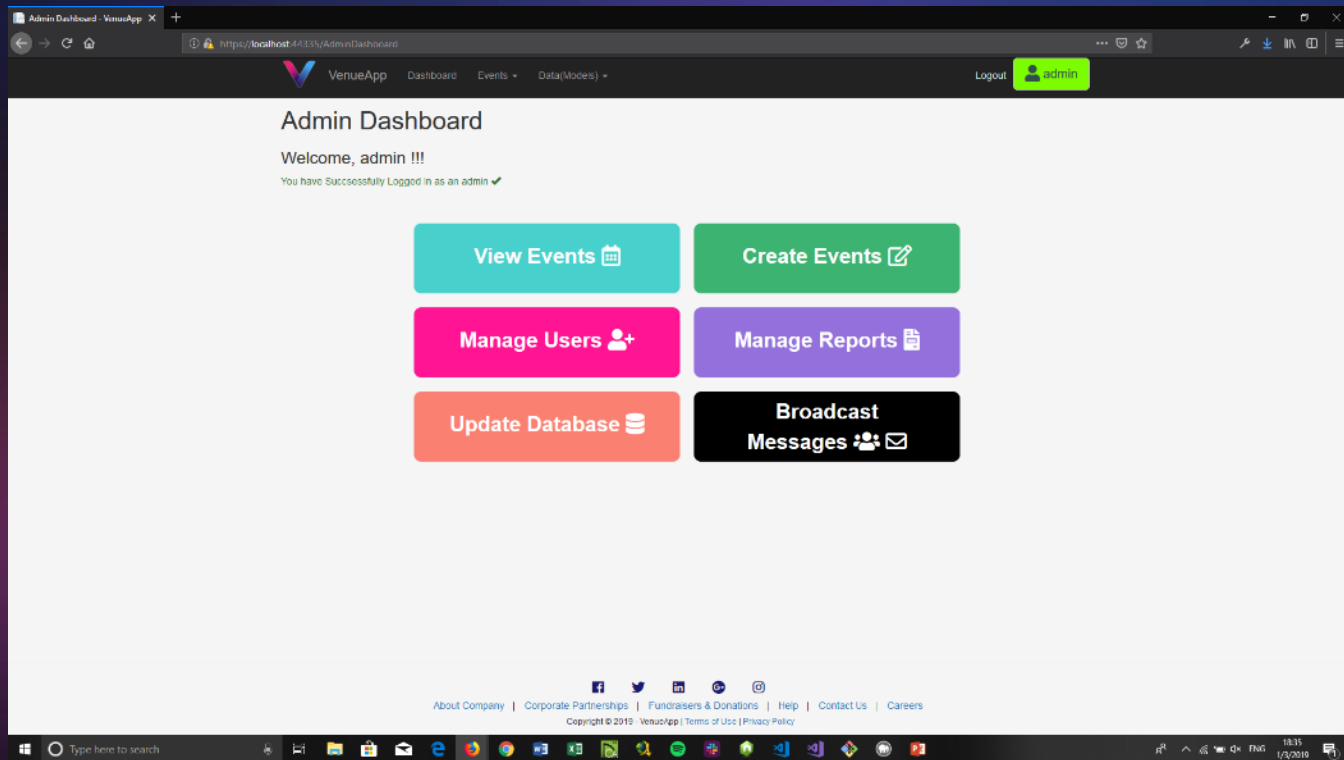 Admin Dashboard - VenueApp
https://localhost:44335/AdminDashboard
VenueApp Dashboard Events Data(Models) Logout admin
Admin Dashboard
Welcome, admin !!!
You have Succsessfully Logged In as an admin
View Events
Create Events
Manage Users
Manage Reports
Update Database
Broadcast
Messages
About Company | Corporate Partnerships | Fundraisers & Donations | Help | Contact Us | Careers
Copyright © 2019 - VenueApp | Terms of Use | Privacy Policy
Type here to search
ENG
18:35
1/3/2019